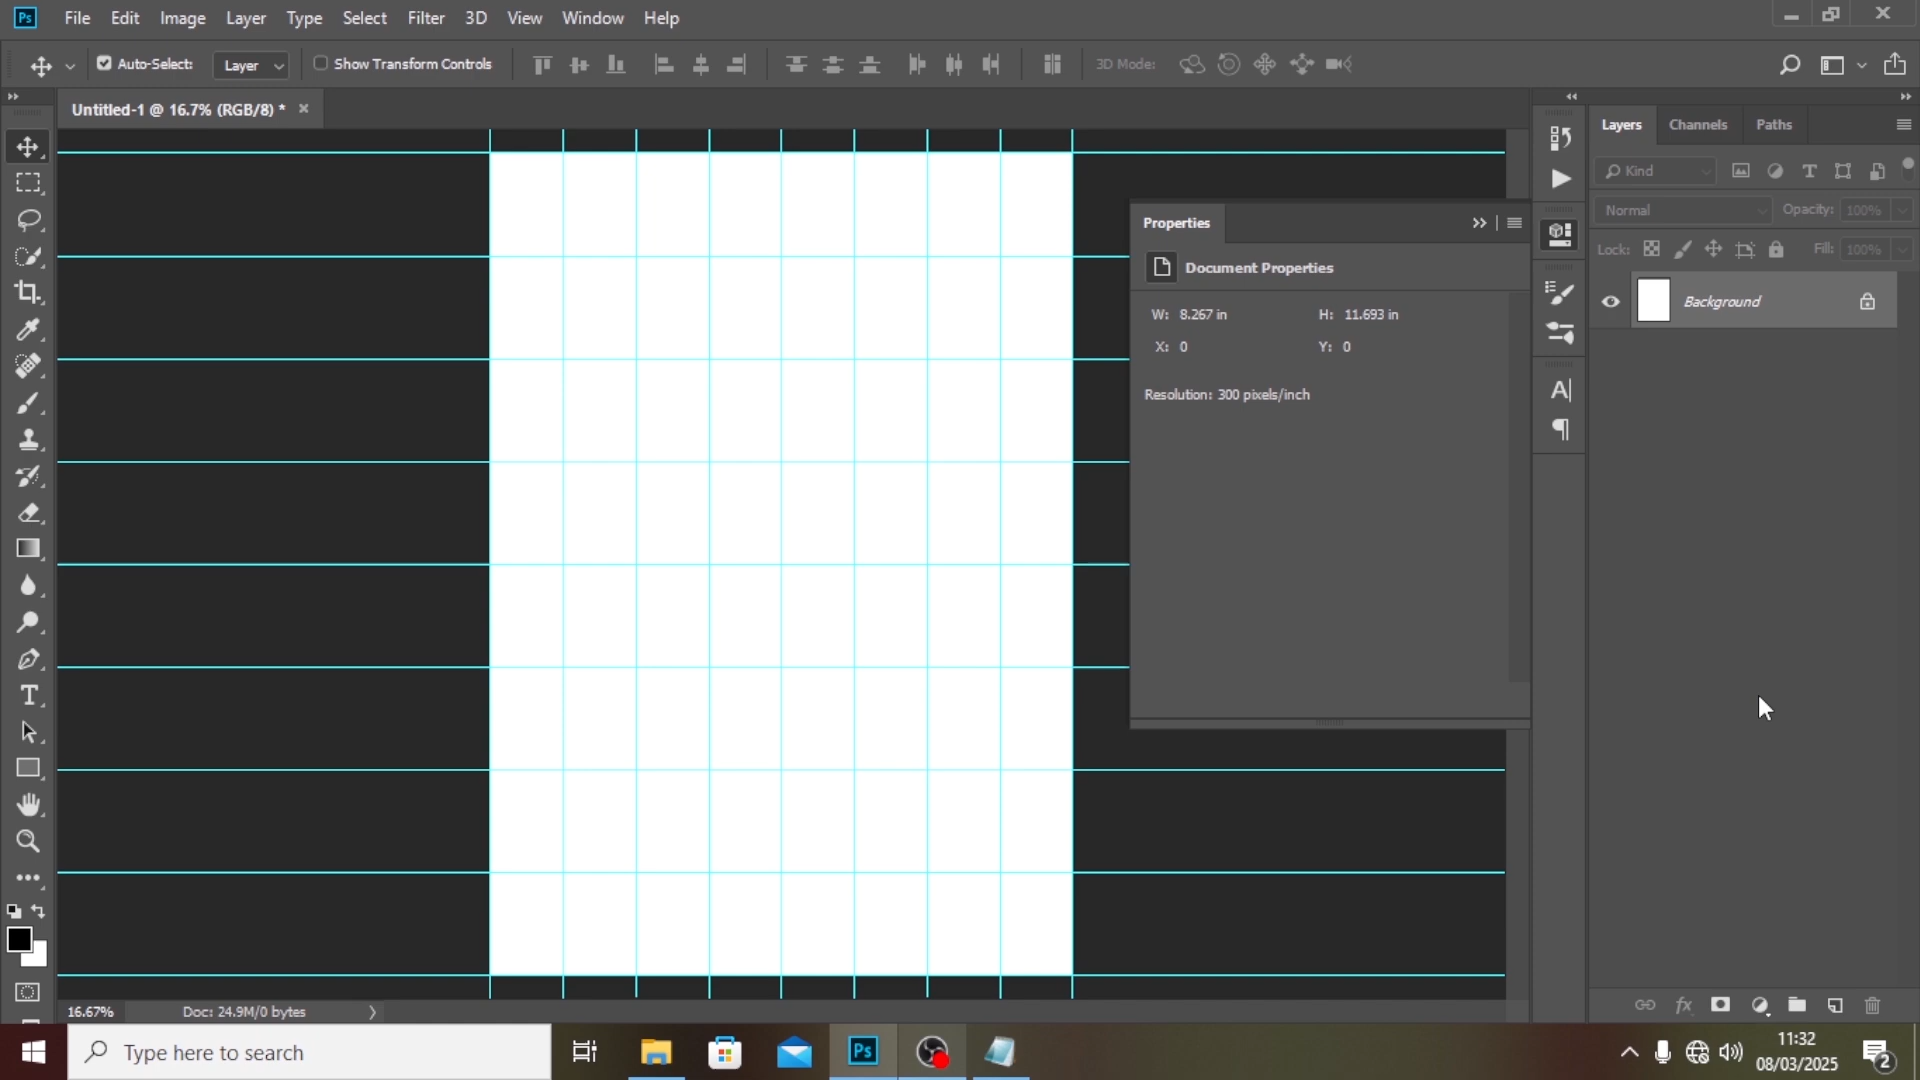 Ps File Edit Image Layer Type Select Filter 3D View Window Help
Auto-Select: Layer Show Transform Controls 3D Mode:
Untitled-1 @ 16.7% (RGB/8) * ×
Layers Channels Paths
Kind
Normal Opacity: 100%
Lock: Fill: 100%
Background
Properties
Document Properties
W: 8.267 in H: 11.693 in
X: 0 Y: 0
Resolution: 300 pixels/inch
16.67% Doc: 24.9M/0 bytes
Type here to search
Ps
11:32
08/03/2025
2